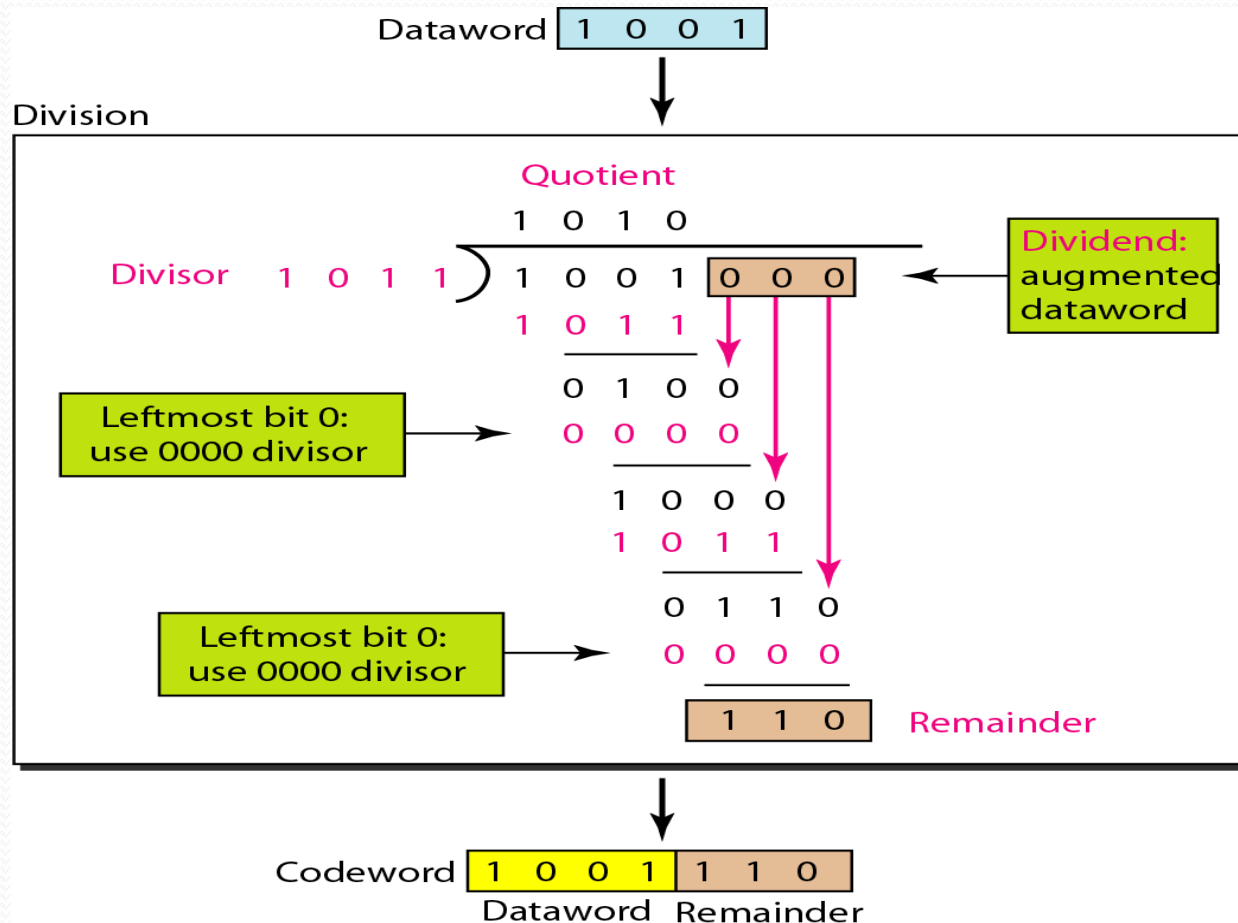 Dataword 1 0 0 1
Division
Quotient
1 0 1 0
Divisor 1 0 1 1 1 0 0 1 0 0 0
Dividend:
augmented
dataword
1 0 1 1
0 1 0 0
Leftmost bit 0:
use 0000 divisor
0 0 0 0
1 0 0 0
1 0 1 1
0 1 1 0
Leftmost bit 0:
use 0000 divisor
0 0 0 0
1 1 0 Remainder
Codeword 1 0 0 1 1 1 0
Dataword Remainder